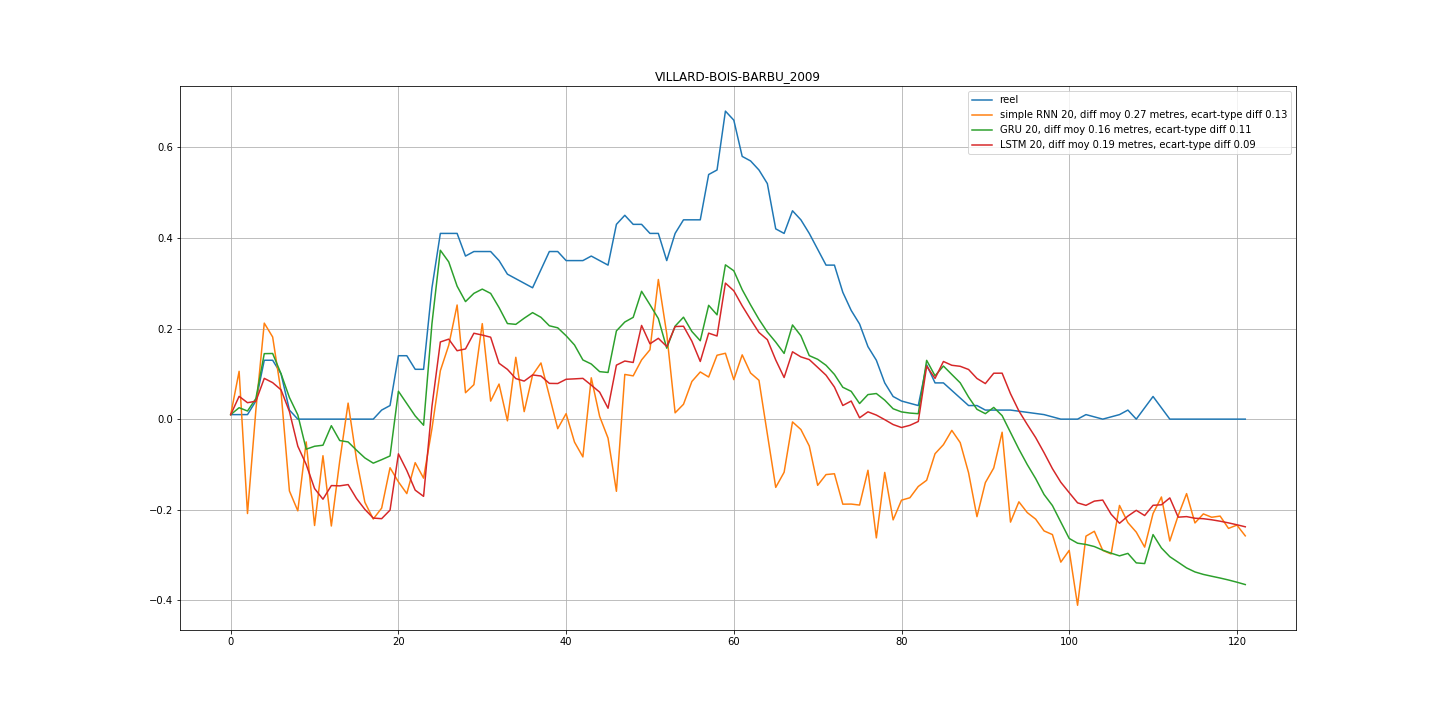 VILLARD-BOIS-BARBU_2009
reel
simple RNN 20, diff moy 0.27 metres, ecart-type diff 0.13
GRU 20, diff moy 0.16 metres, ecart-type diff 0.11
LSTM 20, diff moy 0.19 metres, ecart-type diff 0.09
0.6
0.4
0.2
0.0
−0.2
−0.4
0 20 40 60 80 100 120